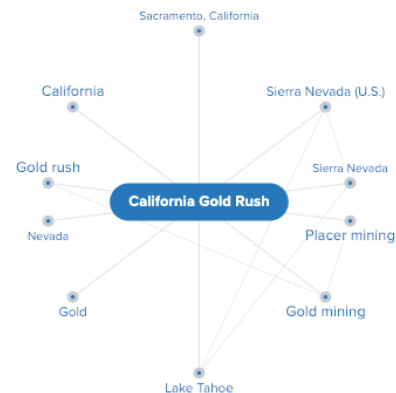 Sacramento, California
California
Sierra Nevada (U.S.)
Gold rush
Sierra Nevada
California Gold Rush
Nevada
Placer mining
Gold
Gold mining
Lake Tahoe